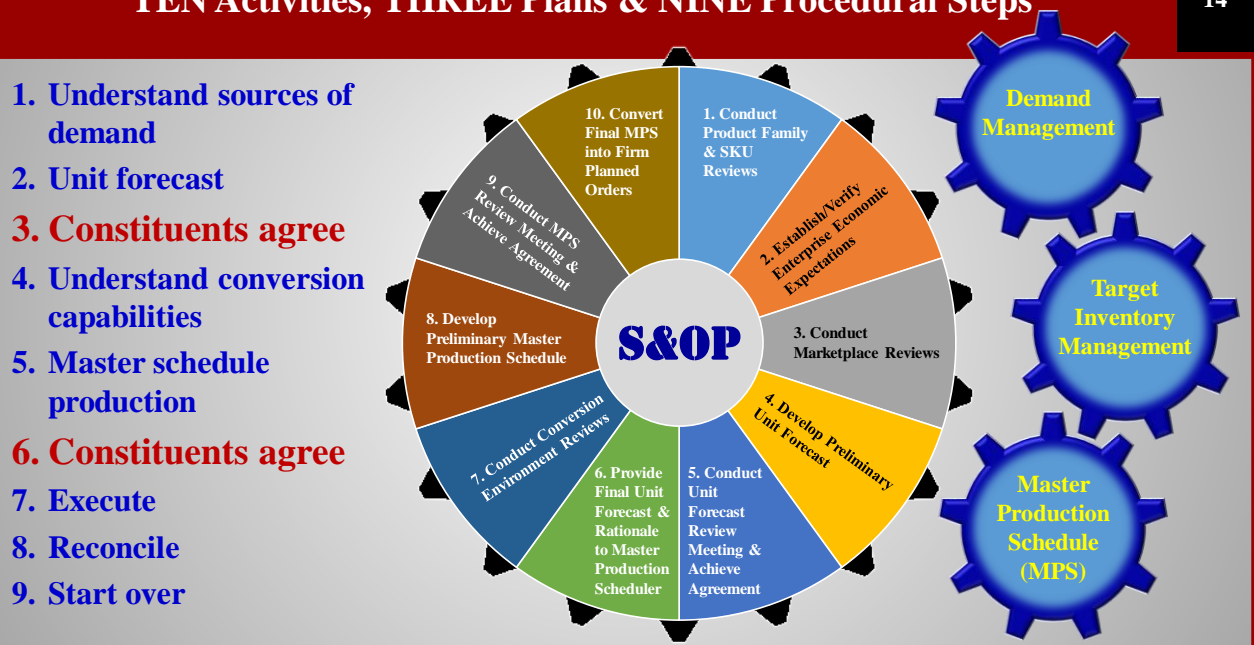 TEN Activities, THREE Plans & NINE Procedural Steps
14
1. Understand sources of
demand
2. Unit forecast
3. Constituents agree
4. Understand conversion
capabilities
5. Master schedule
production
6. Constituents agree
7. Execute
8. Reconcile
9. Start over
S&OP
1. Conduct
Product Family
& SKU
Reviews
2. Establish/Verify
Enterprise Economic
Expectations
3. Conduct
Marketplace Reviews
4. Develop Preliminary
Unit Forecast
5. Conduct
Unit
Forecast
Review
Meeting &
Achieve
Agreement
6. Provide
Final Unit
Forecast &
Rationale
to Master
Production
Scheduler
7. Conduct Conversion
Environment Reviews
8. Develop
Preliminary Master
Production Schedule
9. Conduct MPS
Review Meeting &
Achieve Agreement
10. Convert
Final MPS
into Firm
Planned
Orders
Demand
Management
Target
Inventory
Management
Master
Production
Schedule
(MPS)